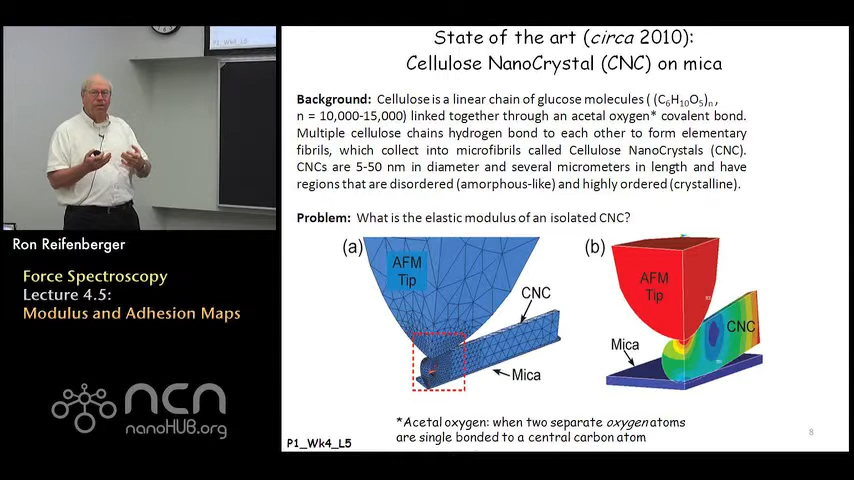 State of the art (circa 2010):
Cellulose NanoCrystal (CNC) on mica
Background: Cellulose is a linear chain of glucose molecules ( (C6H10O5)n ,
n = 10,000-15,000) linked together through an acetal oxygen* covalent bond.
Multiple cellulose chains hydrogen bond to each other to form elementary
fibrils, which collect into microfibrils called Cellulose NanoCrystals (CNC).
CNCs are 5-50 nm in diameter and several micrometers in length and have
regions that are disordered (amorphous-like) and highly ordered (crystalline).
Problem: What is the elastic modulus of an isolated CNC?
(a)
AFM
Tip
CNC
Mica
(b)
AFM
Tip
CNC
Mica
*Acetal oxygen: when two separate oxygen atoms
are single bonded to a central carbon atom
P1_Wk4_L5
8
Ron Reifenberger
Force Spectroscopy
Lecture 4.5:
Modulus and Adhesion Maps
ncn
nanoHUB.org